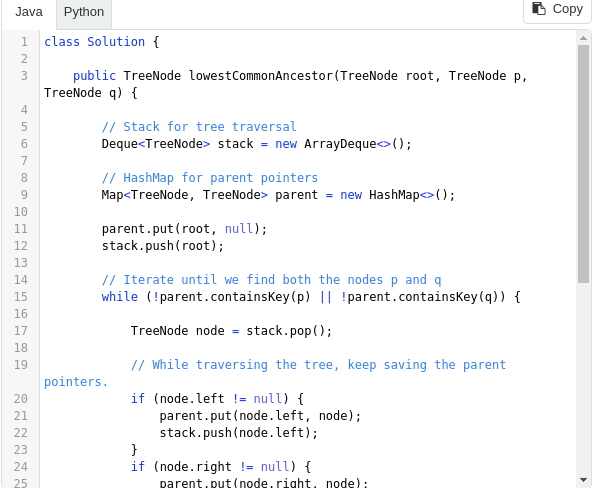 Java Python Copy
1 class Solution {
2
3     public TreeNode lowestCommonAncestor(TreeNode root, TreeNode p,
TreeNode q) {
4
5         // Stack for tree traversal
6         Deque<TreeNode> stack = new ArrayDeque<>();
7
8         // HashMap for parent pointers
9         Map<TreeNode, TreeNode> parent = new HashMap<>();
10
11         parent.put(root, null);
12         stack.push(root);
13
14         // Iterate until we find both the nodes p and q
15         while (!parent.containsKey(p) || !parent.containsKey(q)) {
16
17             TreeNode node = stack.pop();
18
19             // While traversing the tree, keep saving the parent
pointers.
20             if (node.left != null) {
21                 parent.put(node.left, node);
22                 stack.push(node.left);
23             }
24             if (node.right != null) {
25                 parent.put(node.right, node);